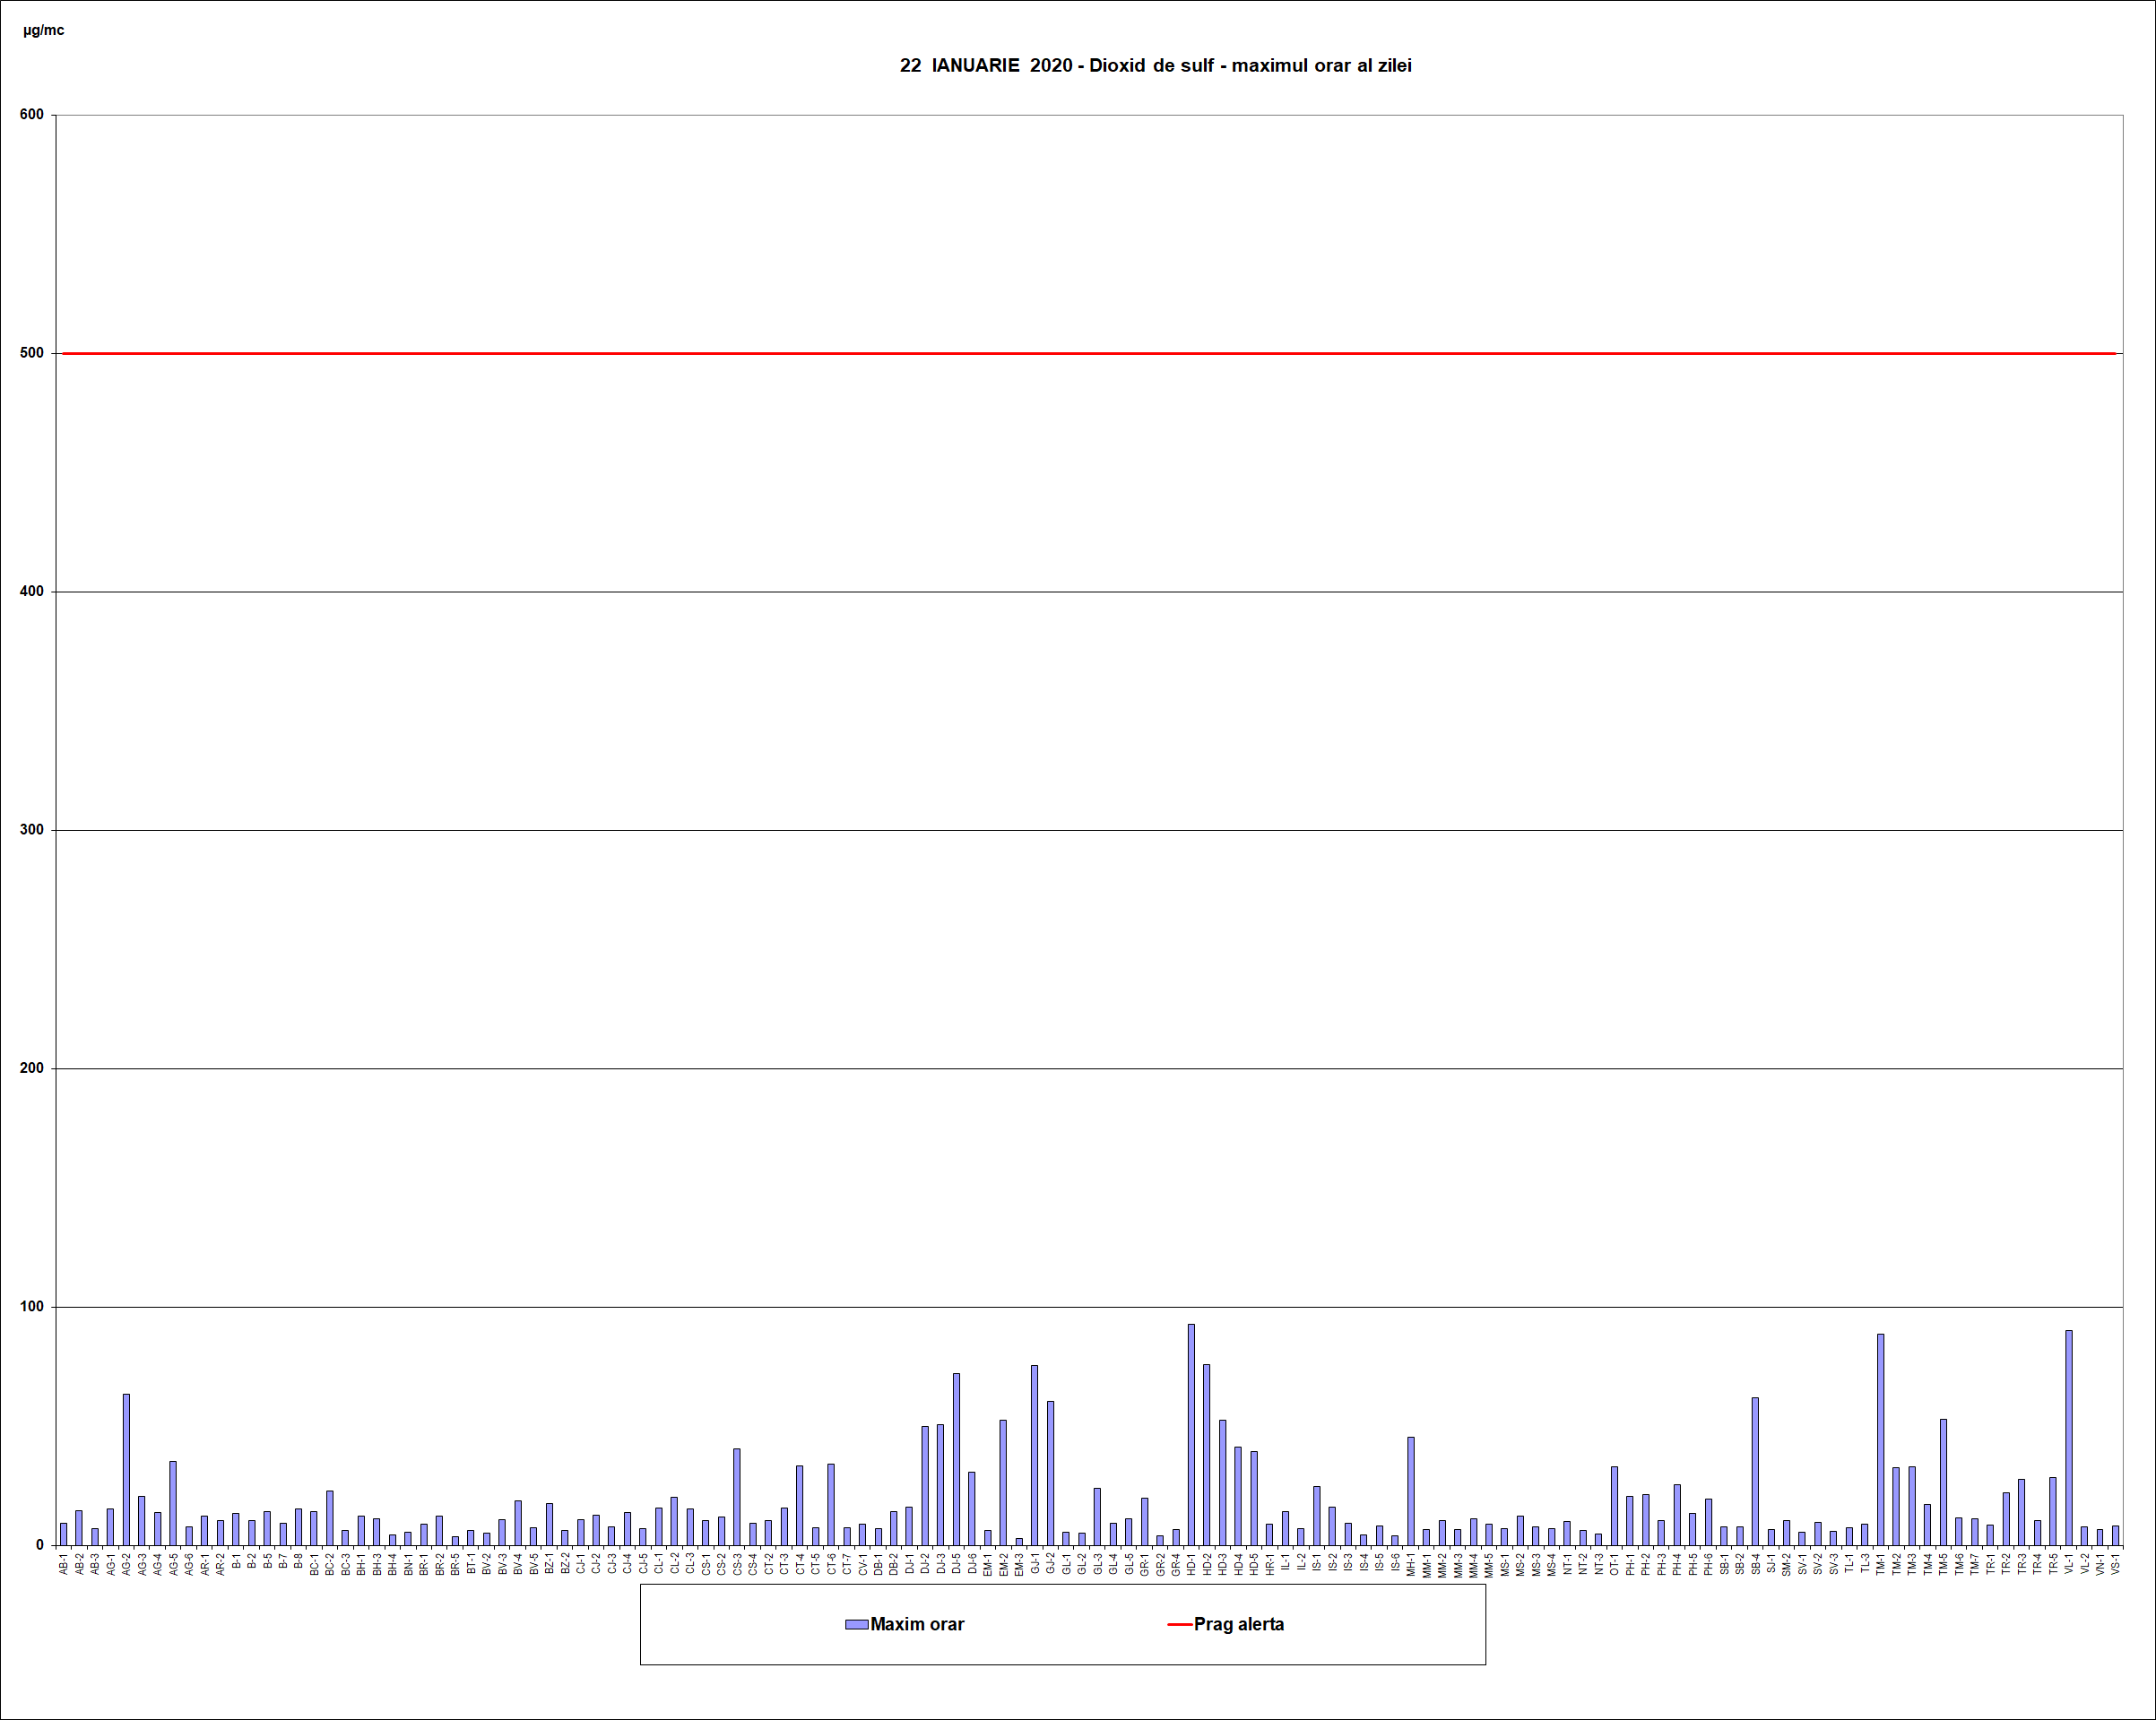 µg/mc
22 IANUARIE 2020 - Dioxid de sulf - maximul orar al zilei
600
500
400
300
200
100
0
AB-1 AB-2 AB-3 AG-1 AG-2 AG-3 AG-4 AG-5 AG-6 AR-1 AR-2 B-1 B-2 B-5 B-7 B-8 BC-1 BC-2 BC-3 BH-1 BH-3 BH-4 BN-1 BR-1 BR-2 BR-5 BT-1 BV-2 BV-3 BV-4 BV-5 BZ-1 BZ-2 CJ-1 CJ-2 CJ-3 CJ-4 CJ-5 CL-1 CL-2 CL-3 CS-1 CS-2 CS-3 CS-4 CT-2 CT-3 CT-4 CT-5 CT-6 CT-7 CV-1 DB-1 DB-2 DJ-1 DJ-2 DJ-3 DJ-5 DJ-6 EM-1 EM-2 EM-3 GJ-1 GJ-2 GL-1 GL-2 GL-3 GL-4 GL-5 GR-1 GR-2 GR-4 HD-1 HD-2 HD-3 HD-4 HD-5 HR-1 IL-1 IL-2 IS-1 IS-2 IS-3 IS-4 IS-5 IS-6 MH-1 MM-1 MM-2 MM-3 MM-4 MM-5 MS-1 MS-2 MS-3 MS-4 NT-1 NT-2 NT-3 OT-1 PH-1 PH-2 PH-3 PH-4 PH-5 PH-6 SB-1 SB-2 SB-4 SJ-1 SM-2 SV-1 SV-2 SV-3 TL-1 TL-3 TM-1 TM-2 TM-3 TM-4 TM-5 TM-6 TM-7 TR-1 TR-2 TR-3 TR-4 TR-5 VL-1 VL-2 VN-1 VS-1
Maxim orar Prag alerta